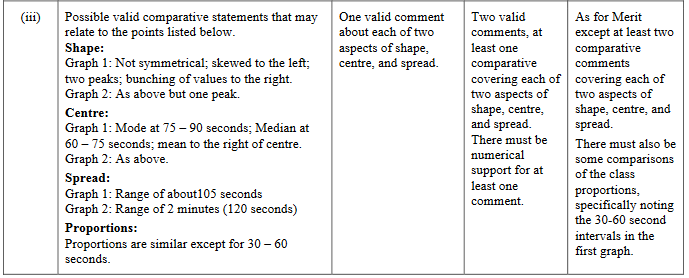 (iii)
Possible valid comparative statements that may
relate to the points listed below.
Shape:
Graph 1: Not symmetrical; skewed to the left;
two peaks; bunching of values to the right.
Graph 2: As above but one peak.
Centre:
Graph 1: Mode at 75 – 90 seconds; Median at
60 – 75 seconds; mean to the right of centre.
Graph 2: As above.
Spread:
Graph 1: Range of about105 seconds
Graph 2: Range of 2 minutes (120 seconds)
Proportions:
Proportions are similar except for 30 – 60
seconds.
One valid comment
about each of two
aspects of shape,
centre, and spread.
Two valid
comments, at
least one
comparative
covering each of
two aspects of
shape, centre,
and spread.
There must be
numerical
support for at
least one
comment.
As for Merit
except at least two
comparative
comments
covering each of
two aspects of
shape, centre, and
spread.
There must also be
some comparisons
of the class
proportions,
specifically noting
the 30-60 second
intervals in the
first graph.